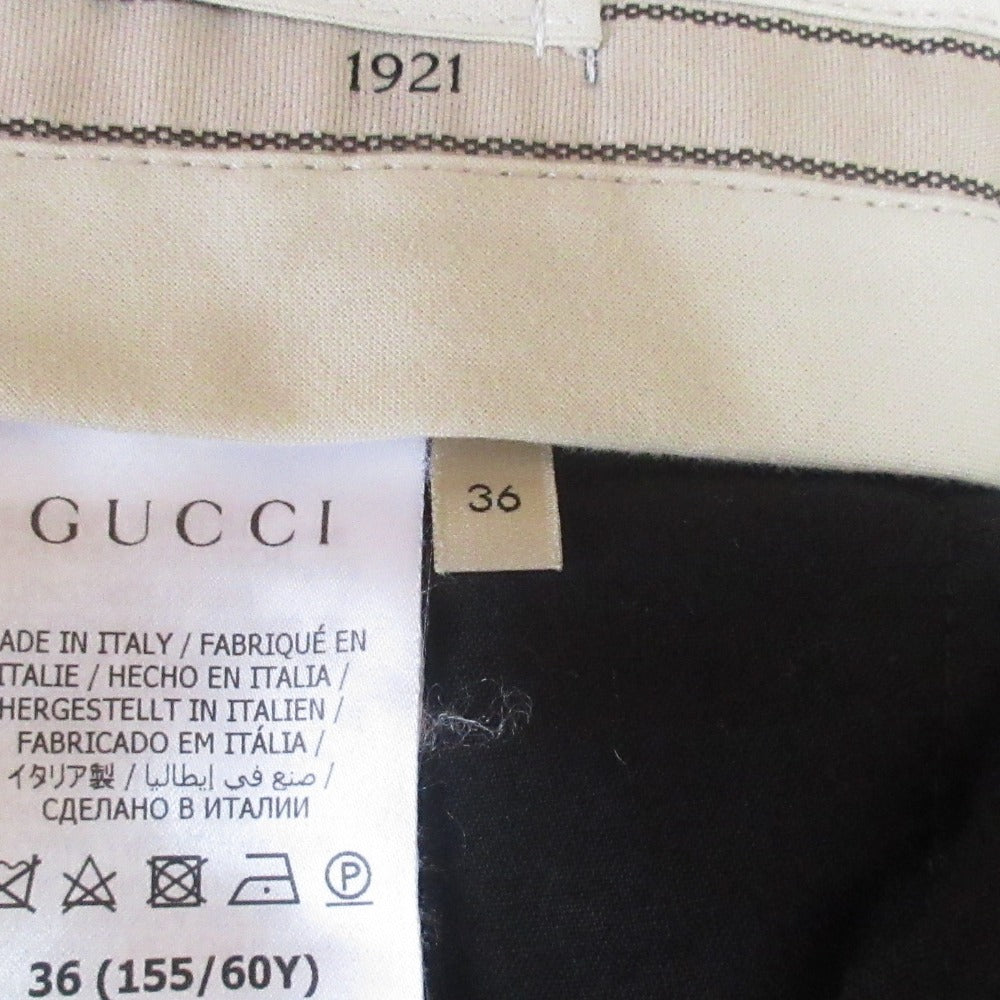 1921
36
GUCCI
ADE IN ITALY / FABRIQUÉ EN
ITALIE / HECHO EN ITALIA /
HERGESTELLT IN ITALIEN /
FABRICADO EM ITÁLIA /
イタリア製 / صنع في إيطاليا /
СДЕЛАНО В ИТАЛИИ
P
36 (155/60Y)